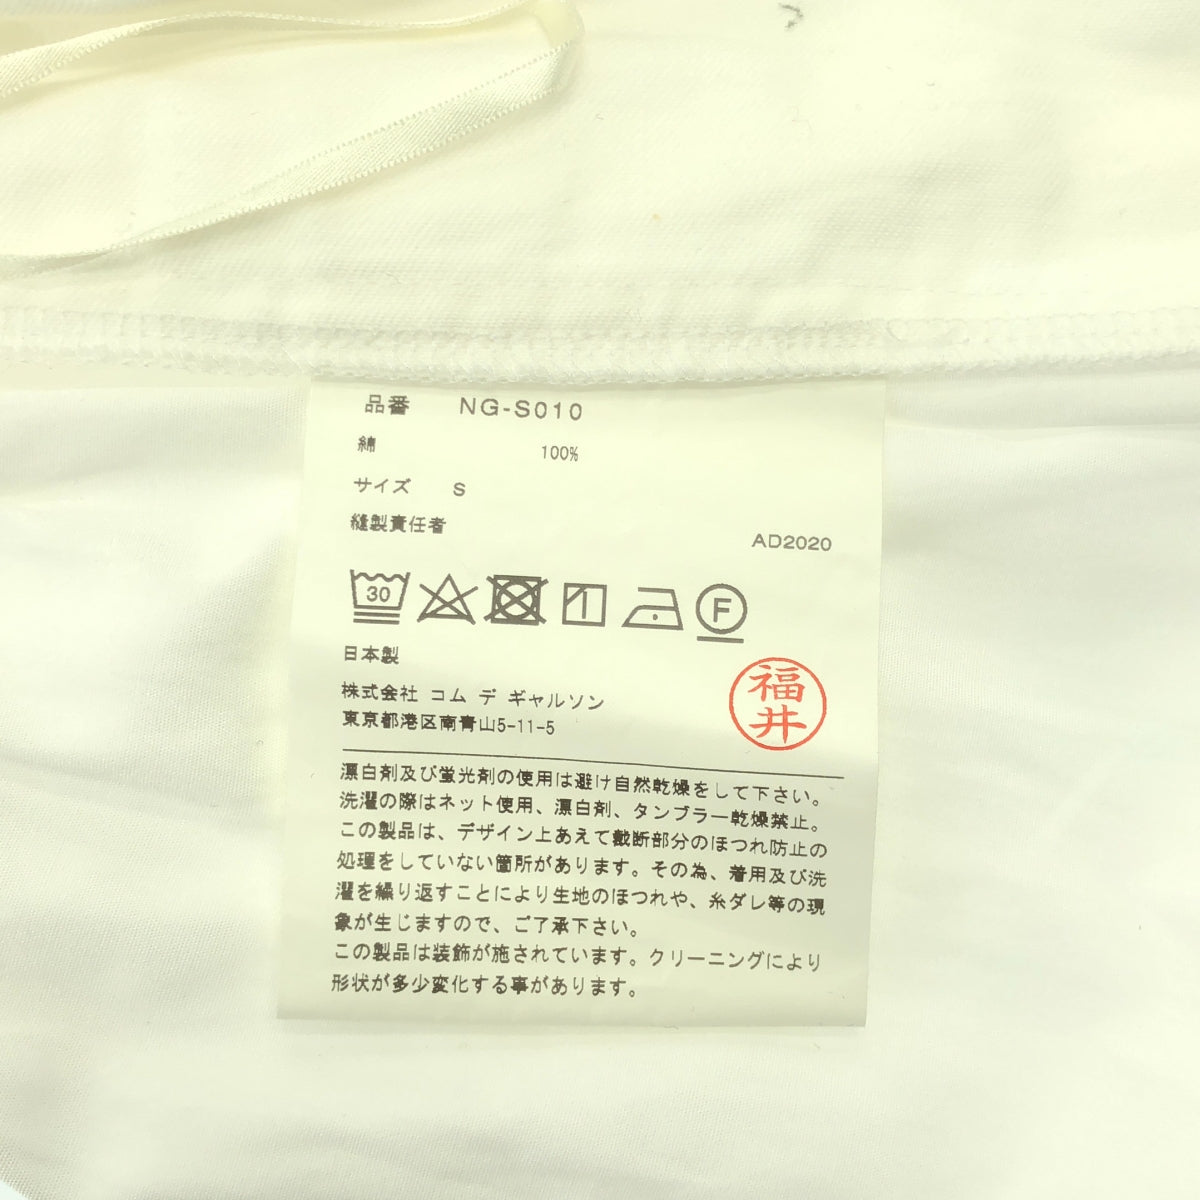 品番 NG-S010
綿 100%
サイズ S
縫製責任者
AD2020
30
F
日本製
株式会社 コム デ ギャルソン
東京都港区南青山5-11-5
福井
漂白剤及び蛍光剤の使用は避け自然乾燥をして下さい。
洗濯の際はネット使用、漂白剤、タンブラー乾燥禁止。
この製品は、デザイン上あえて裁断部分のほつれ防止の
処理をしていない箇所があります。その為、着用及び洗
濯を繰り返すことにより生地のほつれや、糸ダレ等の現
象が生じますので、ご了承下さい。
この製品は装飾が施されています。クリーニングにより
形状が多少変化する事があります。